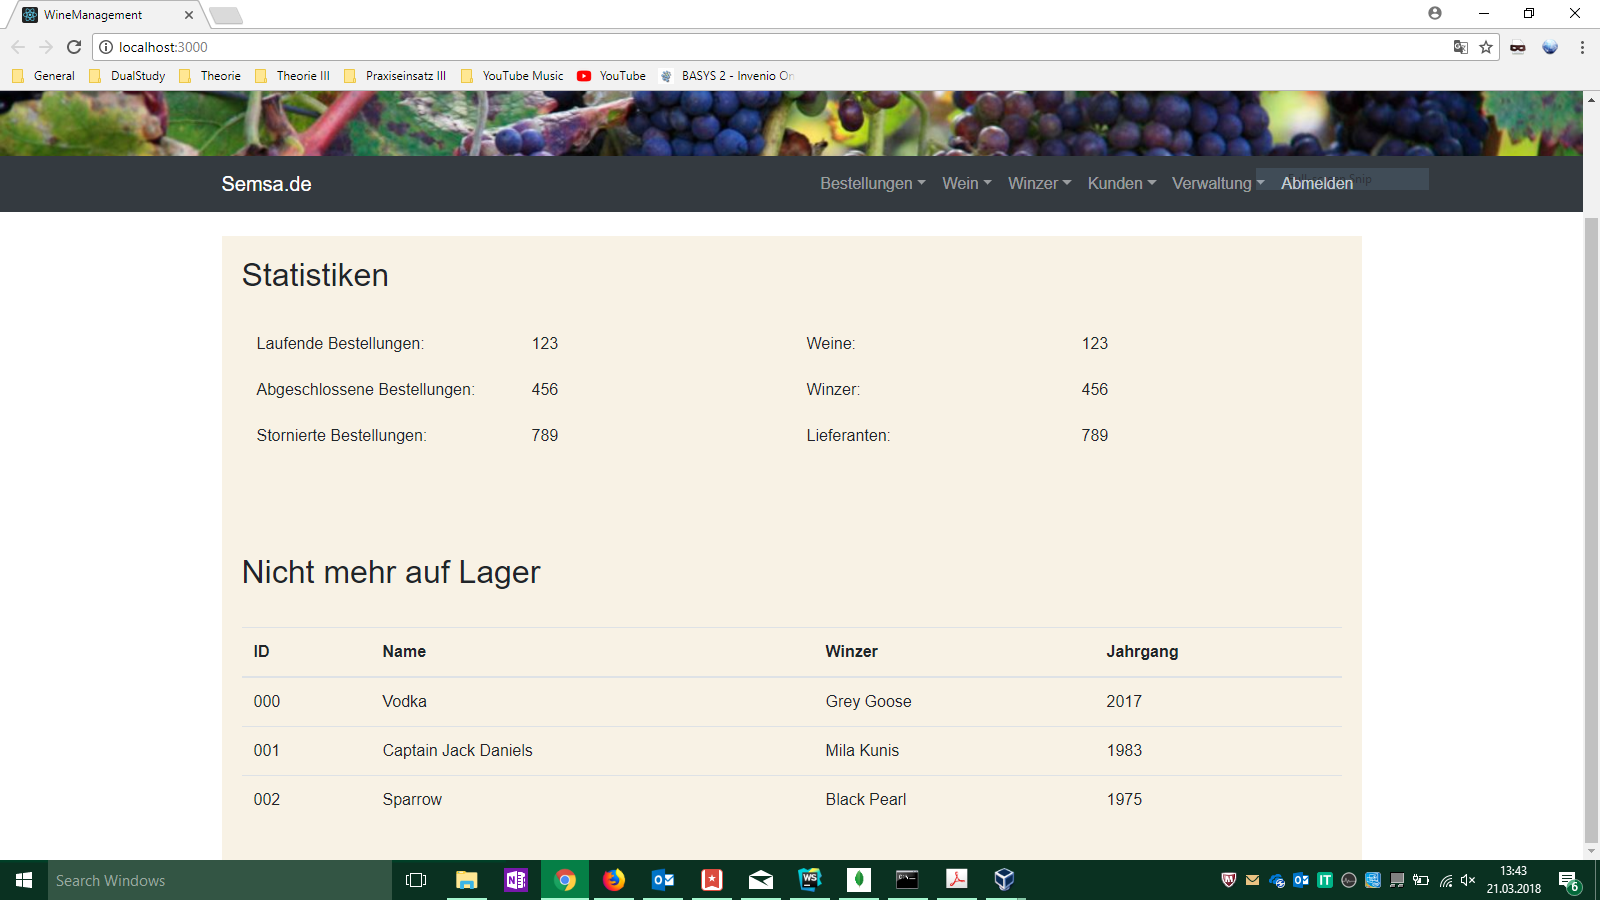 WineManagement
localhost:3000
General DualStudy Theorie Theorie III Praxiseinsatz III YouTube Music YouTube BASYS 2 - Invenio On
Semsa.de Bestellungen Wein Winzer Kunden Verwaltung Abmelden
Statistiken
Laufende Bestellungen: 123 Weine: 123
Abgeschlossene Bestellungen: 456 Winzer: 456
Stornierte Bestellungen: 789 Lieferanten: 789
Nicht mehr auf Lager
ID Name Winzer Jahrgang
000 Vodka Grey Goose 2017
001 Captain Jack Daniels Mila Kunis 1983
002 Sparrow Black Pearl 1975
Search Windows
13:43
21.03.2018
6